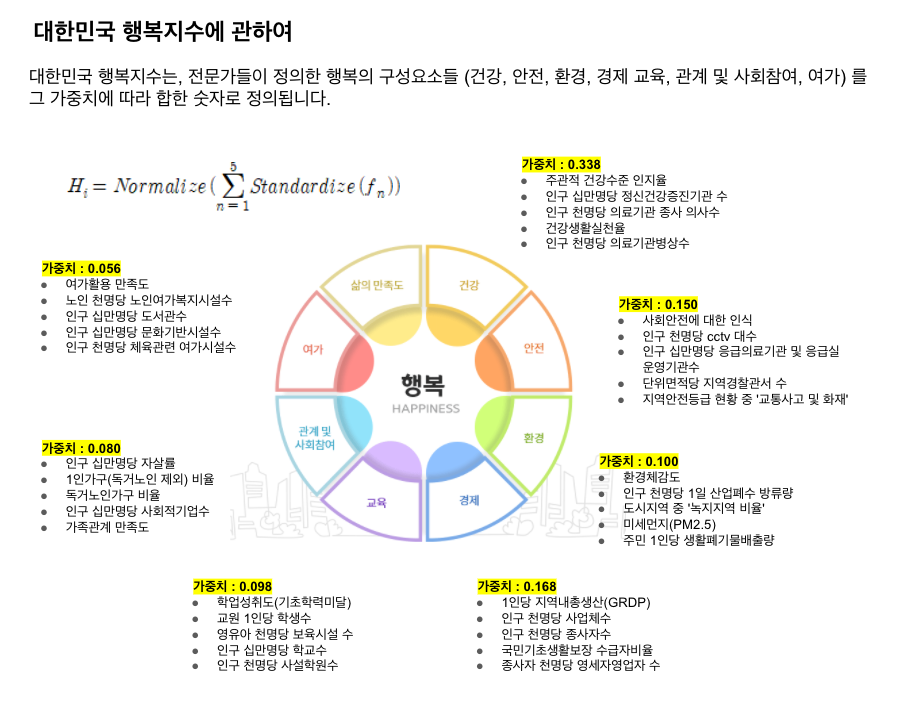 대한민국 행복지수에 관하여
대한민국 행복지수는, 전문가들이 정의한 행복의 구성요소들 (건강, 안전, 환경, 경제 교육, 관계 및 사회참여, 여가) 를
그 가중치에 따라 합한 숫자로 정의됩니다.
H_i = Normalize(∑_{n=1}^{5} Standardize(f_n))
가중치 : 0.338
● 주관적 건강수준 인지율
● 인구 십만명당 정신건강증진기관 수
● 인구 천명당 의료기관 종사 의사수
● 건강생활실천율
● 인구 천명당 의료기관병상수
가중치 : 0.056
● 여가활용 만족도
● 노인 천명당 노인여가복지시설수
● 인구 십만명당 도서관수
● 인구 십만명당 문화기반시설수
● 인구 천명당 체육관련 여가시설수
가중치 : 0.150
● 사회안전에 대한 인식
● 인구 천명당 cctv 대수
● 인구 십만명당 응급의료기관 및 응급실
운영기관수
● 단위면적당 지역경찰관서 수
● 지역안전등급 현황 중 '교통사고 및 화재'
삶의 만족도
건강
여가
안전
행복
HAPPINESS
관계 및
사회참여
환경
교육
경제
가중치 : 0.080
● 인구 십만명당 자살률
● 1인가구(독거노인 제외) 비율
● 독거노인가구 비율
● 인구 십만명당 사회적기업수
● 가족관계 만족도
가중치 : 0.100
● 환경체감도
● 인구 천명당 1일 산업폐수 방류량
● 도시지역 중 '녹지지역 비율'
● 미세먼지(PM2.5)
● 주민 1인당 생활폐기물배출량
가중치 : 0.098
● 학업성취도(기초학력미달)
● 교원 1인당 학생수
● 영유아 천명당 보육시설 수
● 인구 십만명당 학교수
● 인구 천명당 사설학원수
가중치 : 0.168
● 1인당 지역내총생산(GRDP)
● 인구 천명당 사업체수
● 인구 천명당 종사자수
● 국민기초생활보장 수급자비율
● 종사자 천명당 영세자영업자 수